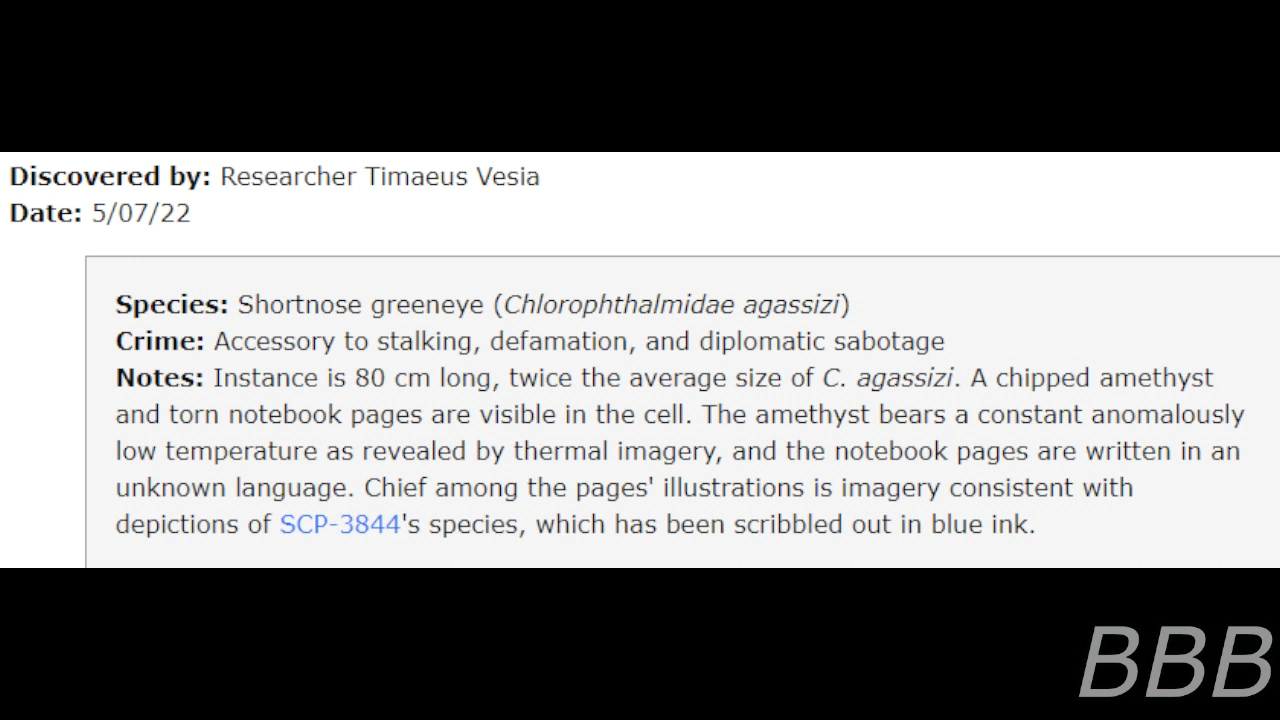 Discovered by: Researcher Timaeus Vesia
Date: 5/07/22
Species: Shortnose greeneye (Chlorophthalmidae agassizi)
Crime: Accessory to stalking, defamation, and diplomatic sabotage
Notes: Instance is 80 cm long, twice the average size of C. agassizi. A chipped amethyst
and torn notebook pages are visible in the cell. The amethyst bears a constant anomalously
low temperature as revealed by thermal imagery, and the notebook pages are written in an
unknown language. Chief among the pages' illustrations is imagery consistent with
depictions of SCP-3844's species, which has been scribbled out in blue ink.
BBB